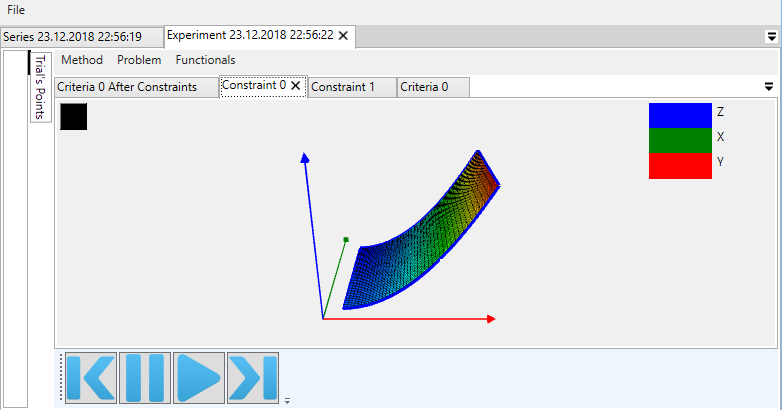 File
Series 23.12.2018 22:56:19
Experiment 23.12.2018 22:56:22
Trial's Points
Method Problem Functionals
Criteria 0 After Constraints Constraint 0 Constraint 1 Criteria 0
Z
X
Y